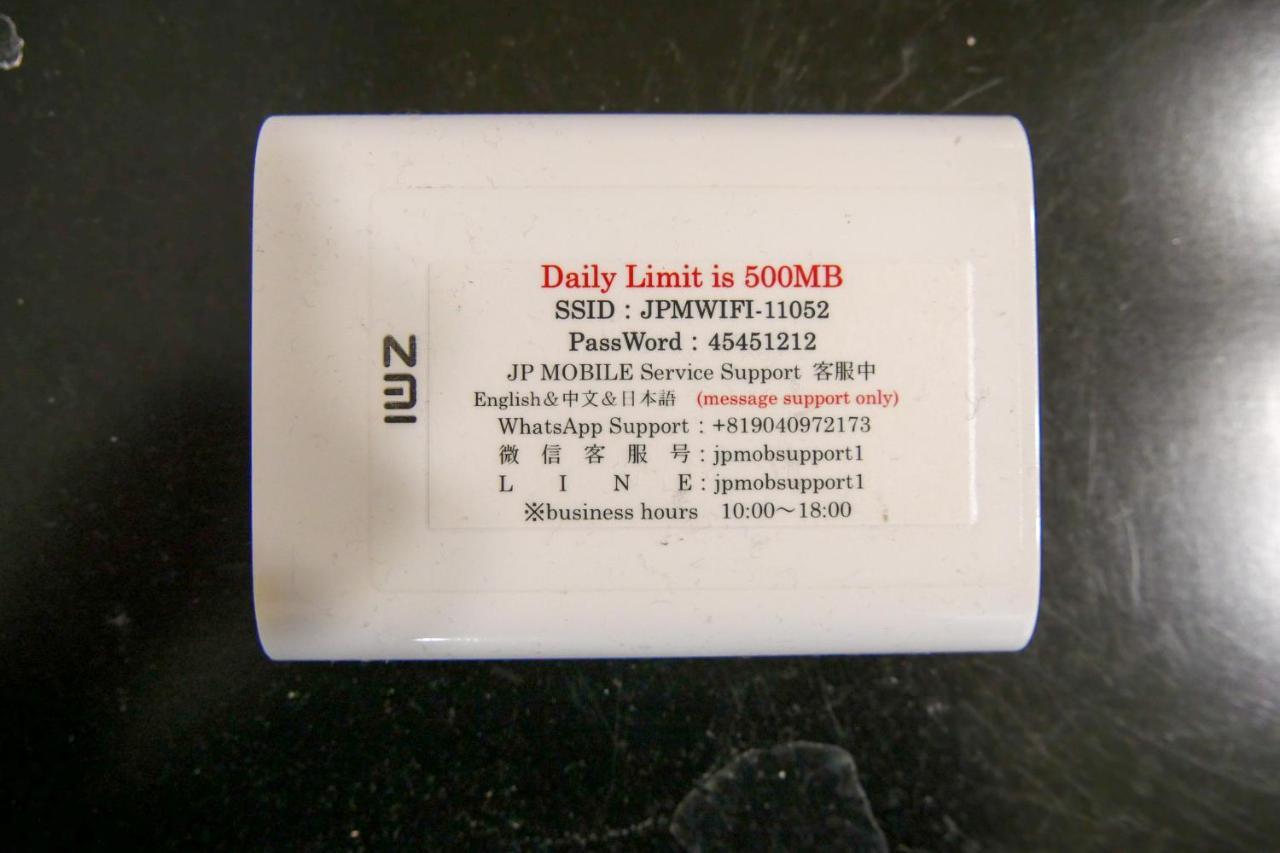 ZMI
Daily Limit is 500MB
SSID : JPMWIFI-11052
PassWord : 45451212
JP MOBILE Service Support 客服中
English&中文&日本語 (message support only)
WhatsApp Support : +819040972173
微 信 客 服 号 : jpmobsupport1
L I N E : jpmobsupport1
※business hours 10:00～18:00